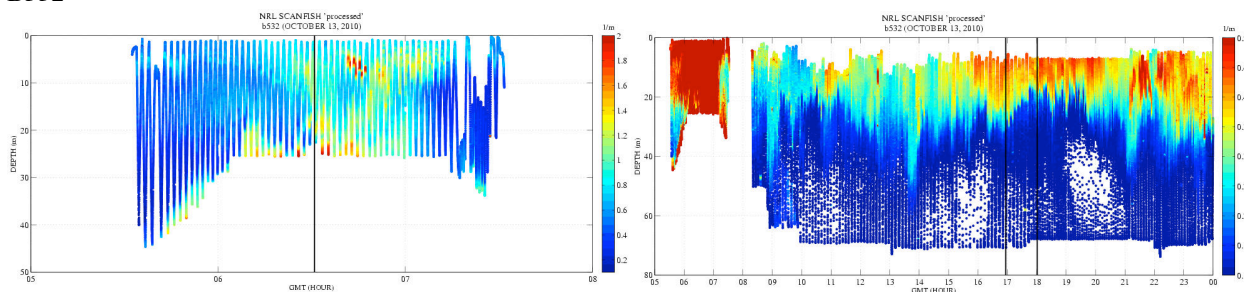 NRL SCANFISH 'processed'
b532 (OCTOBER 13, 2010)
1/m
DEPTH (m)
0
10
20
30
40
50
05
06
07
08
GMT (HOUR)
2
1.8
1.6
1.4
1.2
1
0.8
0.6
0.4
0.2
NRL SCANFISH 'processed'
b532 (OCTOBER 13, 2010)
1/m
DEPTH (m)
0
20
40
60
80
05 06 07 08 09 10 11 12 13 14 15 16 17 18 19 20 21 22 23 00
GMT (HOUR)